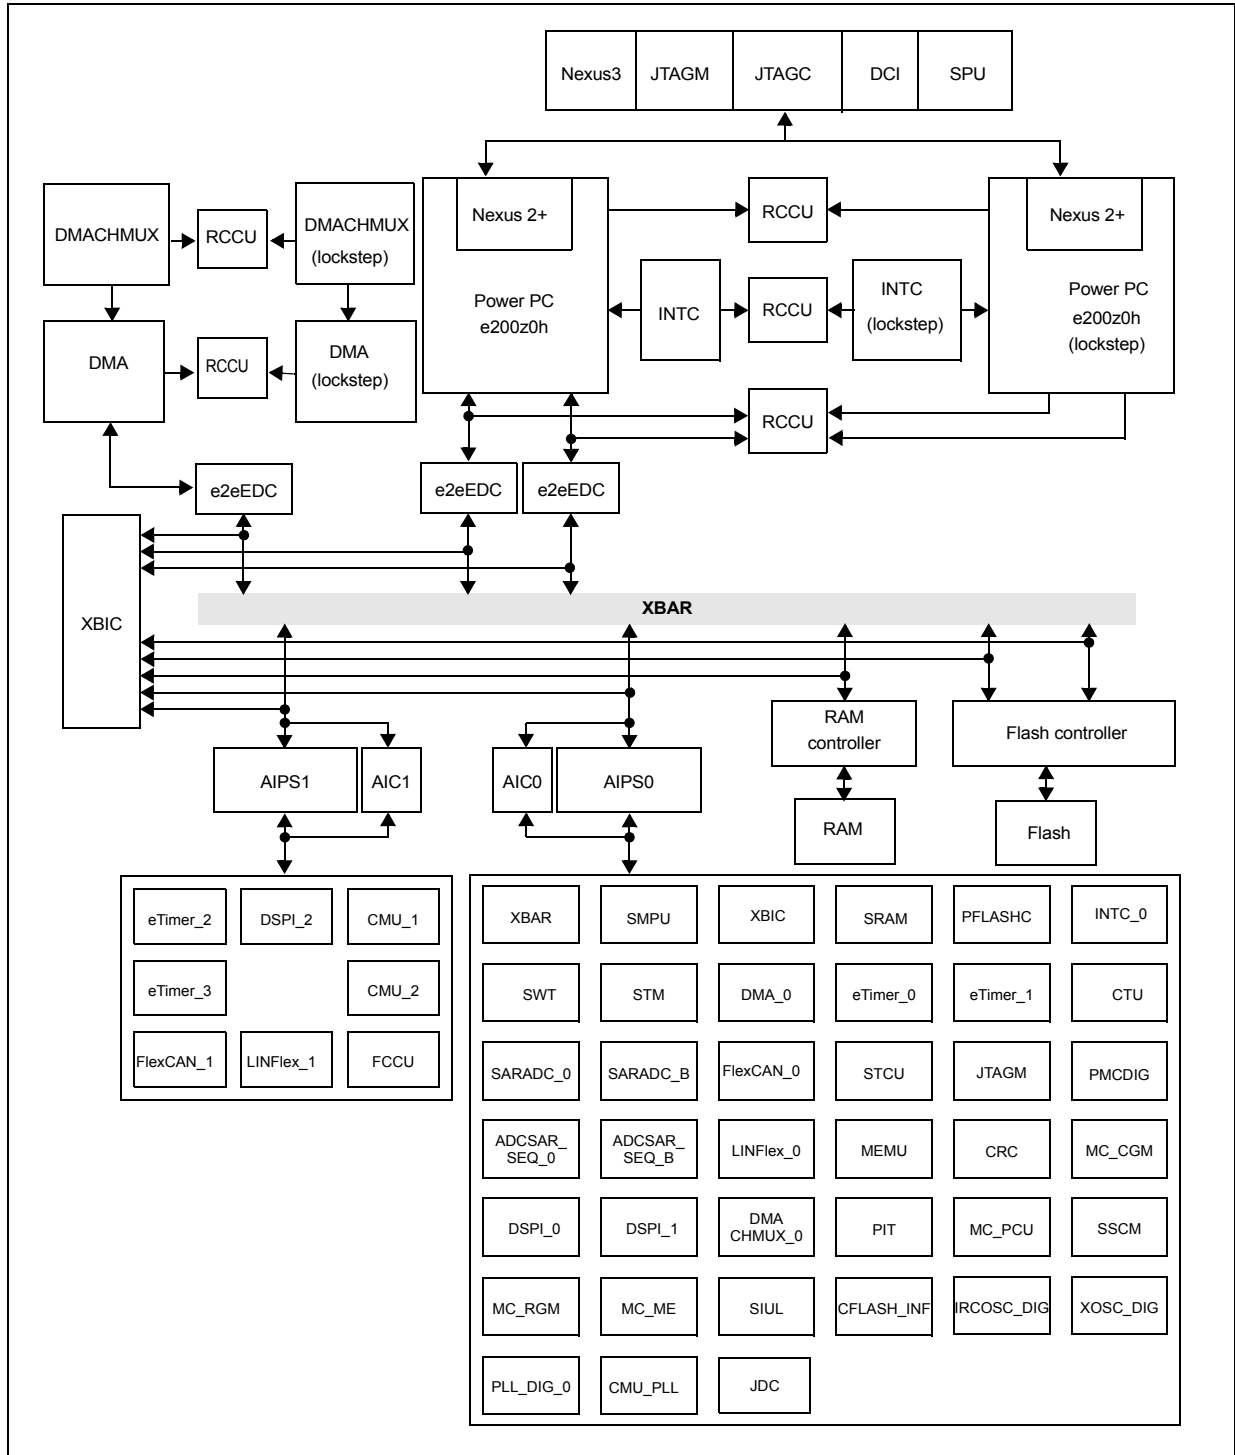 Nexus3
JTAGM
JTAGC
DCI
SPU
DMACHMUX
RCCU
DMACHMUX
(lockstep)
Nexus 2+
RCCU
Nexus 2+
Power PC
e200z0h
INTC
RCCU
INTC
(lockstep)
Power PC
e200z0h
(lockstep)
DMA
RCCU
DMA
(lockstep)
RCCU
e2eEDC
e2eEDC
e2eEDC
XBIC
XBAR
RAM
controller
Flash controller
AIPS1
AIC1
AIC0
AIPS0
RAM
Flash
eTimer_2
DSPI_2
CMU_1
eTimer_3
CMU_2
FlexCAN_1
LINFlex_1
FCCU
XBAR
SMPU
XBIC
SRAM
PFLASHC
INTC_0
SWT
STM
DMA_0
eTimer_0
eTimer_1
CTU
SARADC_0
SARADC_B
FlexCAN_0
STCU
JTAGM
PMCDIG
ADCSAR_
SEQ_0
ADCSAR_
SEQ_B
LINFlex_0
MEMU
CRC
MC_CGM
DSPI_0
DSPI_1
DMA
CHMUX_0
PIT
MC_PCU
SSCM
MC_RGM
MC_ME
SIUL
CFLASH_INF
IRCOSC_DIG
XOSC_DIG
PLL_DIG_0
CMU_PLL
JDC